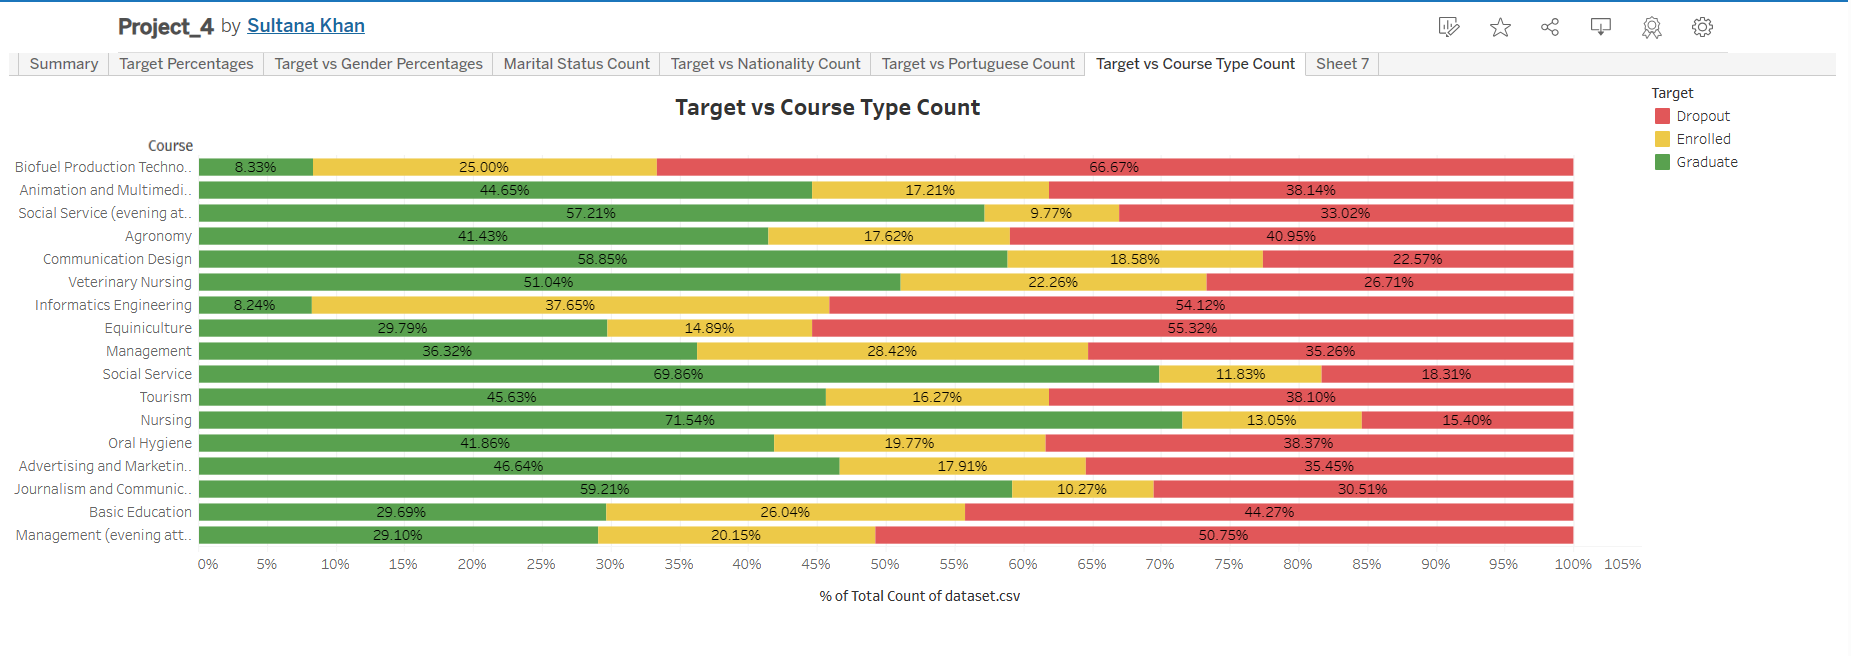 Project_4 by Sultana Khan
Summary Target Percentages Target vs Gender Percentages Marital Status Count Target vs Nationality Count Target vs Portuguese Count Target vs Course Type Count Sheet 7
Target vs Course Type Count
Target
Dropout
Enrolled
Graduate
Course
Biofuel Production Techno.. 8.33% 25.00% 66.67%
Animation and Multimedi.. 44.65% 17.21% 38.14%
Social Service (evening at.. 57.21% 9.77% 33.02%
Agronomy 41.43% 17.62% 40.95%
Communication Design 58.85% 18.58% 22.57%
Veterinary Nursing 51.04% 22.26% 26.71%
Informatics Engineering 8.24% 37.65% 54.12%
Equiniculture 29.79% 14.89% 55.32%
Management 36.32% 28.42% 35.26%
Social Service 69.86% 11.83% 18.31%
Tourism 45.63% 16.27% 38.10%
Nursing 71.54% 13.05% 15.40%
Oral Hygiene 41.86% 19.77% 38.37%
Advertising and Marketin.. 46.64% 17.91% 35.45%
Journalism and Communic.. 59.21% 10.27% 30.51%
Basic Education 29.69% 26.04% 44.27%
Management (evening att.. 29.10% 20.15% 50.75%
0% 5% 10% 15% 20% 25% 30% 35% 40% 45% 50% 55% 60% 65% 70% 75% 80% 85% 90% 95% 100% 105%
% of Total Count of dataset.csv